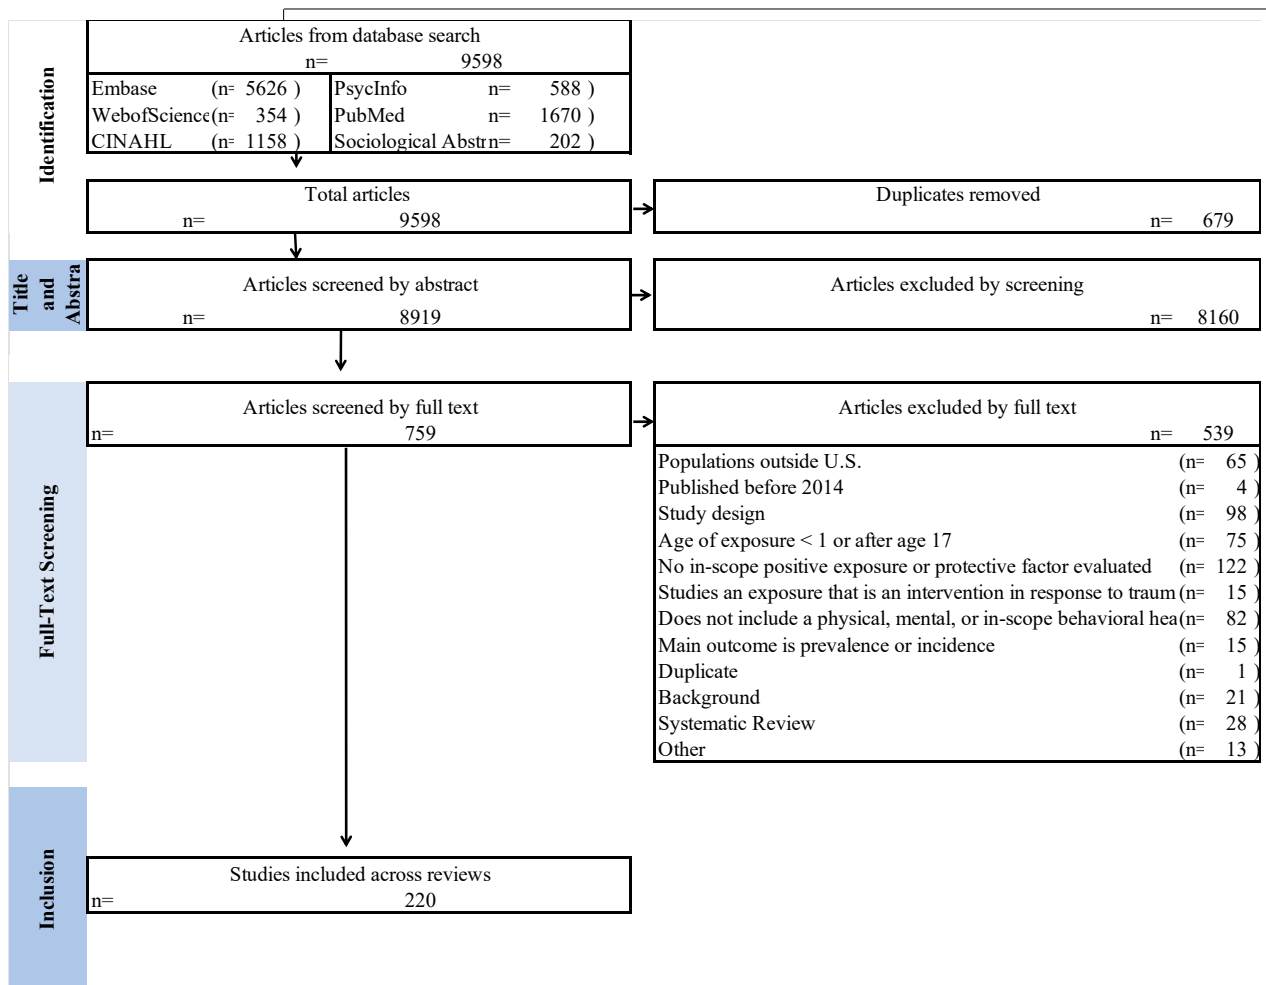 Identification
Articles from database search
n= 9598
Embase (n= 5626 ) PsycInfo n= 588 )
WebofScience (n= 354 ) PubMed n= 1670 )
CINAHL (n= 1158 ) Sociological Abstr n= 202 )
Total articles
n= 9598
Duplicates removed
n= 679
Title and Abstra
Articles screened by abstract
n= 8919
Articles excluded by screening
n= 8160
Full-Text Screening
Articles screened by full text
n= 759
Articles excluded by full text
n= 539
Populations outside U.S. (n= 65 )
Published before 2014 (n= 4 )
Study design (n= 98 )
Age of exposure < 1 or after age 17 (n= 75 )
No in-scope positive exposure or protective factor evaluated (n= 122 )
Studies an exposure that is an intervention in response to traum (n= 15 )
Does not include a physical, mental, or in-scope behavioral hea (n= 82 )
Main outcome is prevalence or incidence (n= 15 )
Duplicate (n= 1 )
Background (n= 21 )
Systematic Review (n= 28 )
Other (n= 13 )
Inclusion
Studies included across reviews
n= 220